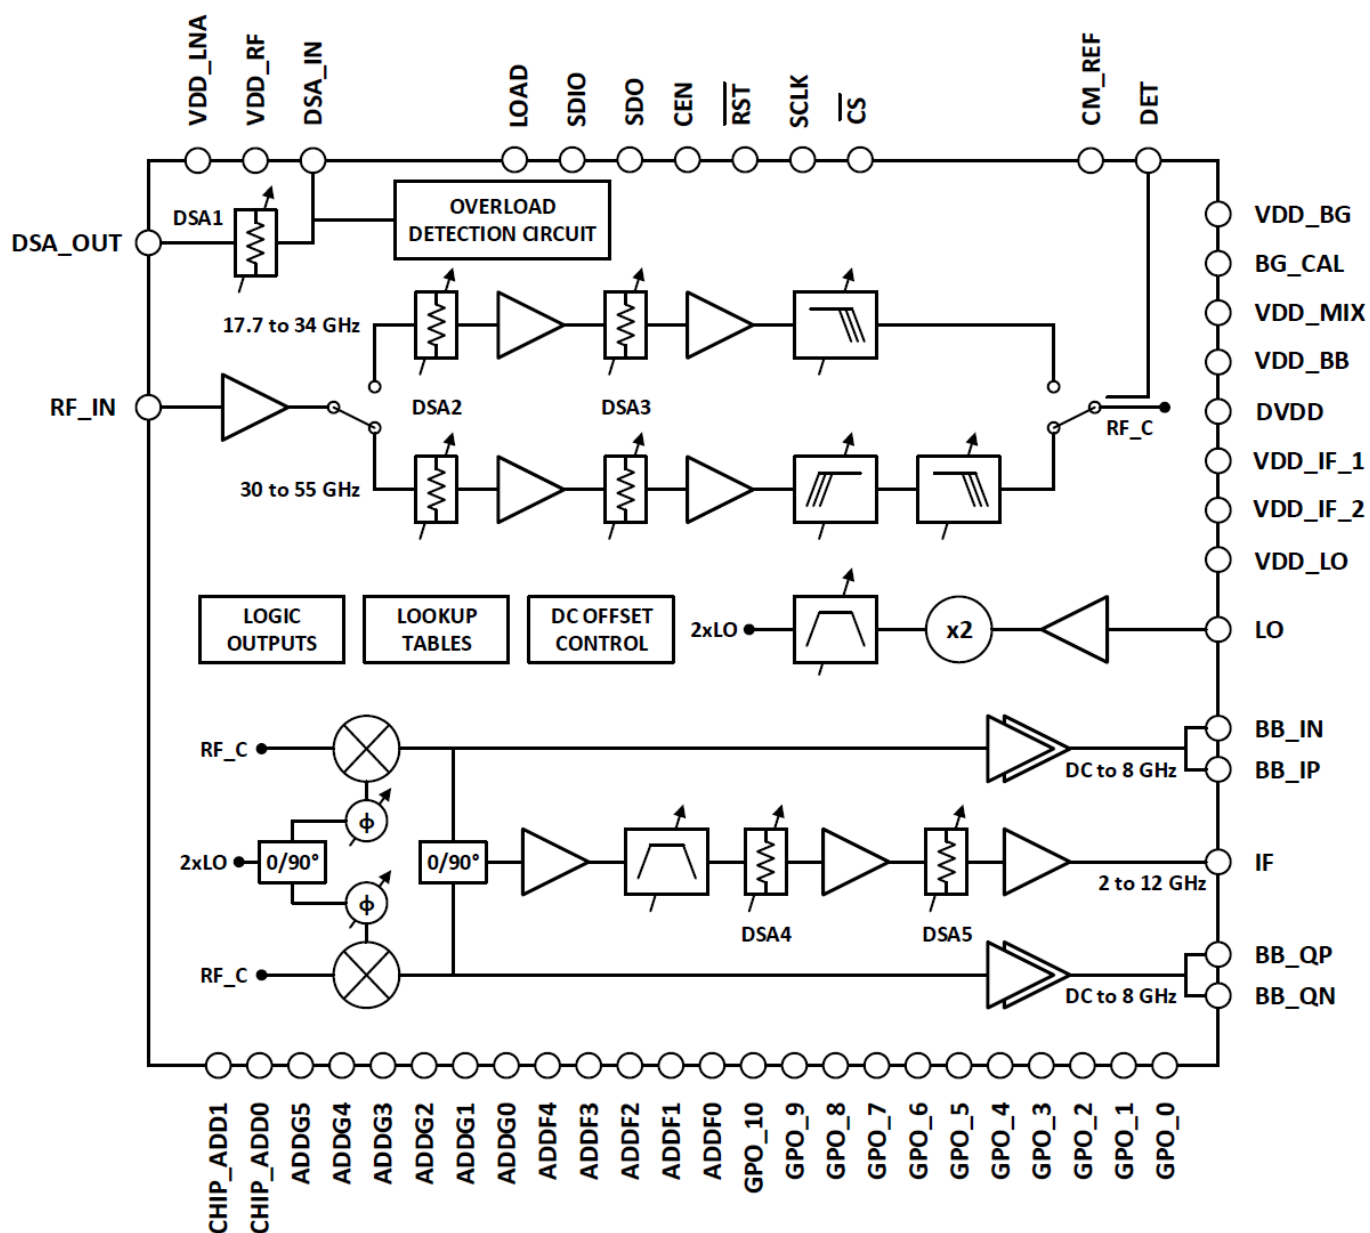 VDD_LNA
VDD_RF
DSA_IN
LOAD
SDIO
SDO
CEN
RST
SCLK
CS
CM_REF
DET
DSA_OUT
DSA1
OVERLOAD
DETECTION CIRCUIT
VDD_BG
BG_CAL
VDD_MIX
VDD_BB
DVDD
VDD_IF_1
VDD_IF_2
VDD_LO
17.7 to 34 GHz
RF_IN
DSA2
DSA3
RF_C
30 to 55 GHz
LOGIC
OUTPUTS
LOOKUP
TABLES
DC OFFSET
CONTROL
2xLO
x2
LO
RF_C
DC to 8 GHz
BB_IN
BB_IP
ϕ
2xLO
0/90°
0/90°
ϕ
DSA4
DSA5
2 to 12 GHz
IF
RF_C
DC to 8 GHz
BB_QP
BB_QN
CHIP_ADD1
CHIP_ADD0
ADDG5
ADDG4
ADDG3
ADDG2
ADDG1
ADDG0
ADDF4
ADDF3
ADDF2
ADDF1
ADDF0
GPO_10
GPO_9
GPO_8
GPO_7
GPO_6
GPO_5
GPO_4
GPO_3
GPO_2
GPO_1
GPO_0